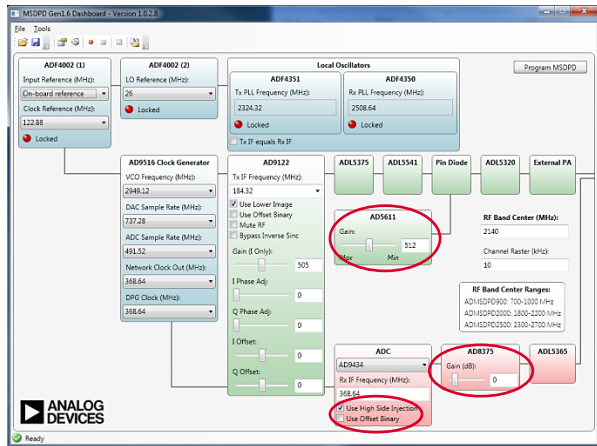 MSDPD Gen1.6 Dashboard - Version 1.0.2.8
File Tools
Program MSDPD
ADF4002 (1)
Input Reference (MHz):
On-board reference
Clock Reference (MHz):
122.88
Locked
ADF4002 (2)
LO Reference (MHz):
26
Locked
Local Oscillators
ADF4351
Tx PLL Frequency (MHz):
2324.32
Locked
ADF4350
Rx PLL Frequency (MHz):
2508.64
Locked
Tx IF equals Rx IF
AD9516 Clock Generator
VCO Frequency (MHz):
2949.12
DAC Sample Rate (MHz):
737.28
ADC Sample Rate (MHz):
491.52
Network Clock Out (MHz):
368.64
DPG Clock (MHz):
368.64
AD9122
Tx IF Frequency (MHz):
184.32
Use Lower Image
Use Offset Binary
Mute RF
Bypass Inverse Sinc
Gain (I Only):
505
I Phase Adj:
0
Q Phase Adj:
0
I Offset:
0
Q Offset:
0
ADL5375
ADL5541
Pin Diode
ADL5320
External PA
AD5611
Gain:
512
Max Min
RF Band Center (MHz):
2140
Channel Raster (kHz):
10
RF Band Center Ranges:
ADMSDPD900: 700-1000 MHz
ADMSDPD2000: 1800-2200 MHz
ADMSDPD2500: 2300-2700 MHz
ADC
AD9434
Rx IF Frequency (MHz):
368.64
Use High Side Injection
Use Offset Binary
AD8375
Gain (dB):
0
ADL5365
ANALOG
DEVICES
Ready